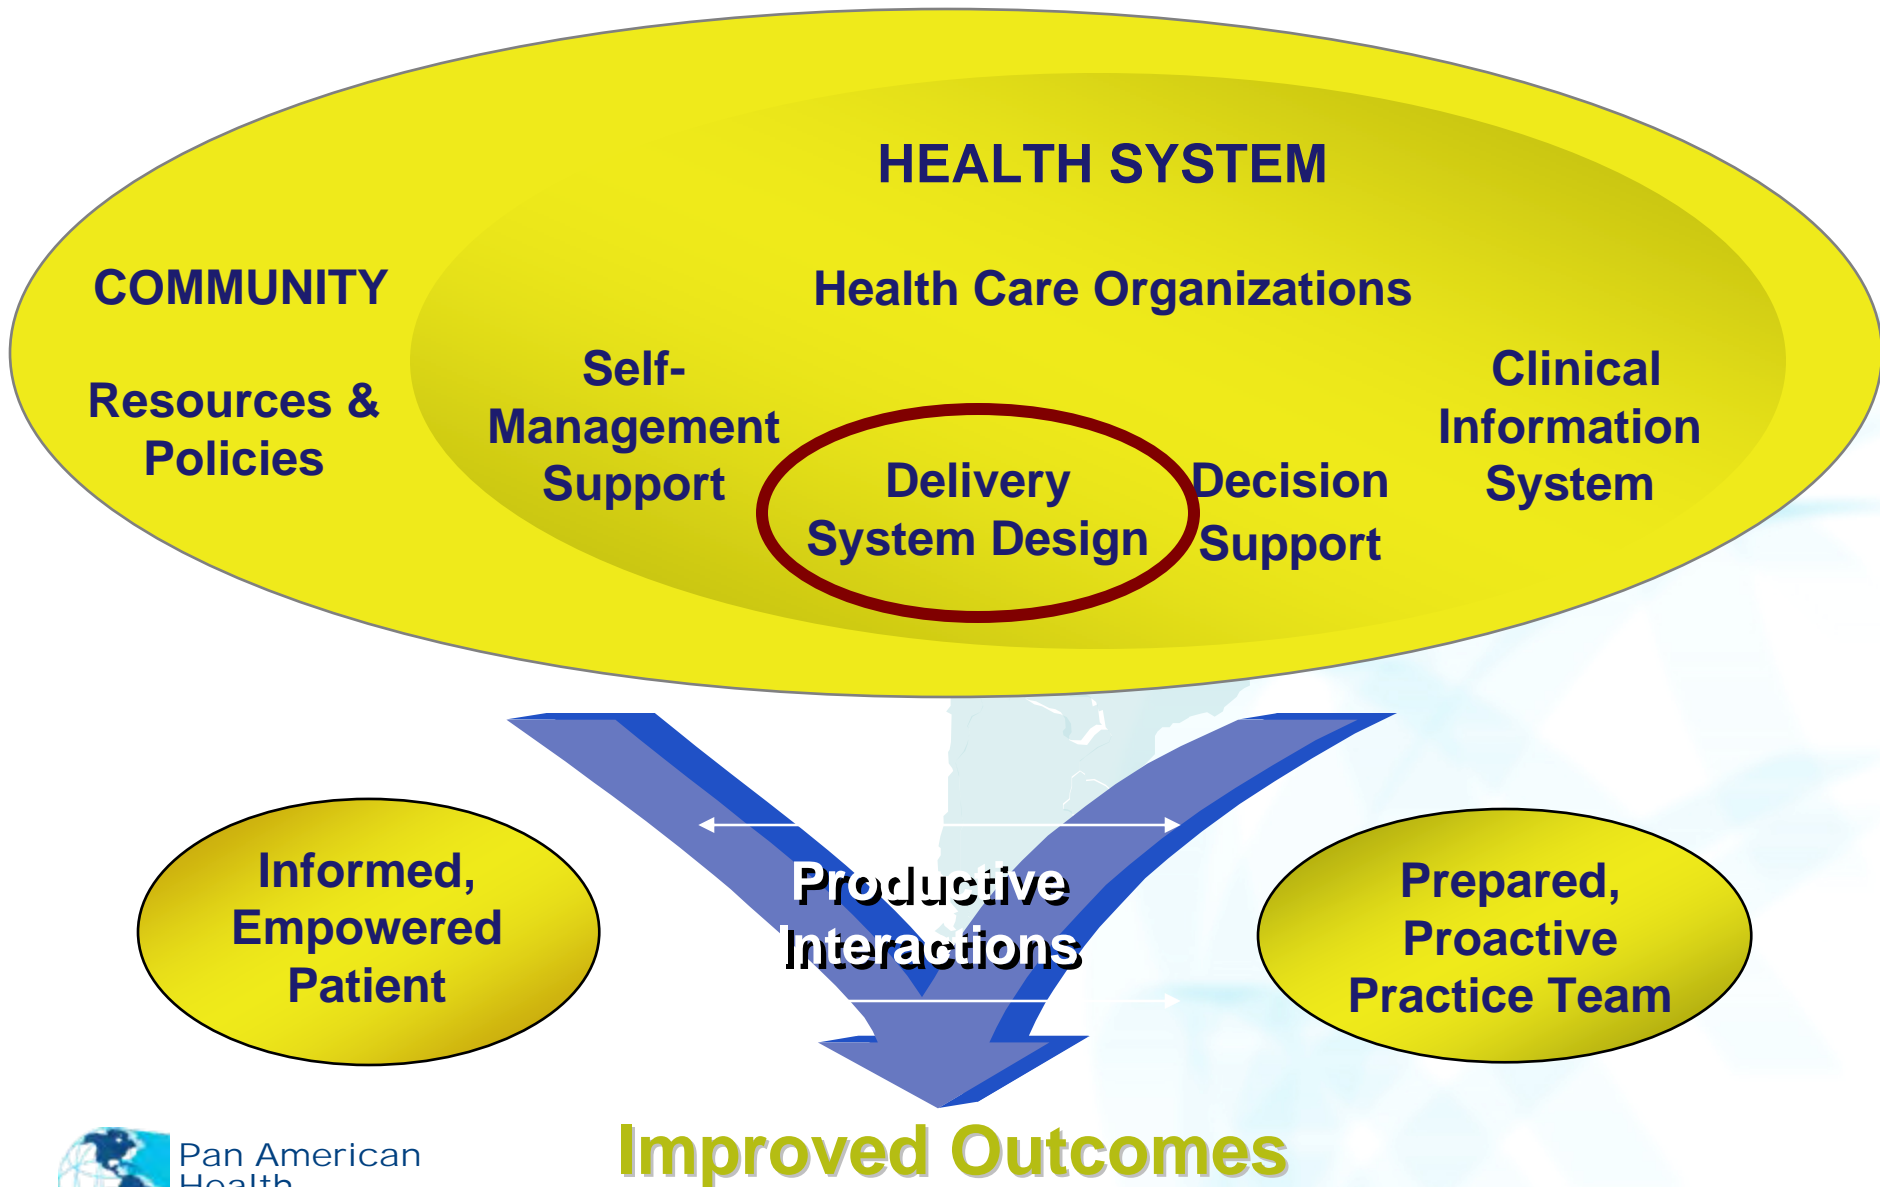 HEALTH SYSTEM
COMMUNITY
Health Care Organizations
Resources &
Policies
Self-
Management
Support
Delivery
System Design
Decision
Support
Clinical
Information
System
Informed,
Empowered
Patient
Productive
Interactions
Prepared,
Proactive
Practice Team
Improved Outcomes
Pan American
Health